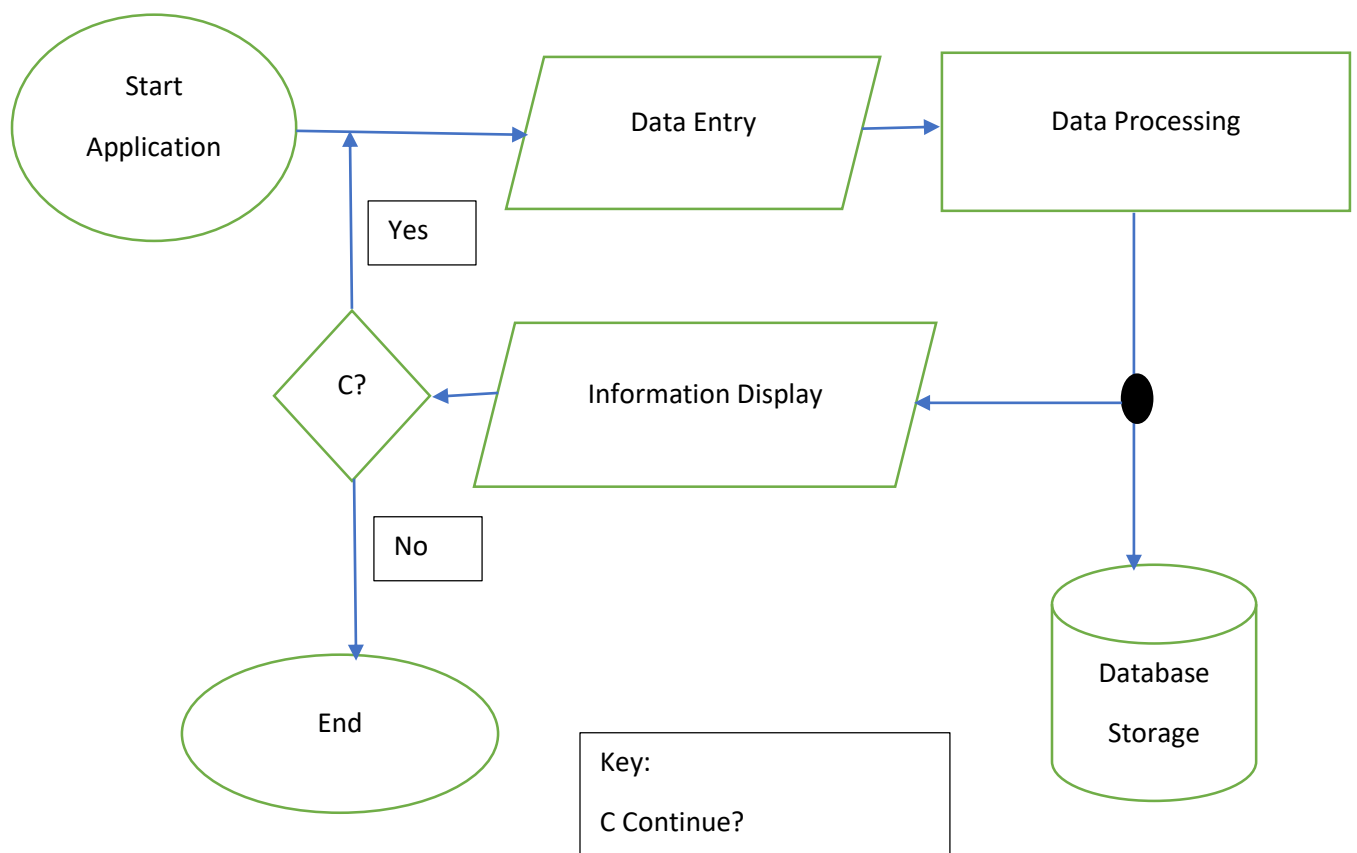 Start
Application
Data Entry
Data Processing
Yes
C?
Information Display
No
End
Database
Storage
Key:
C Continue?